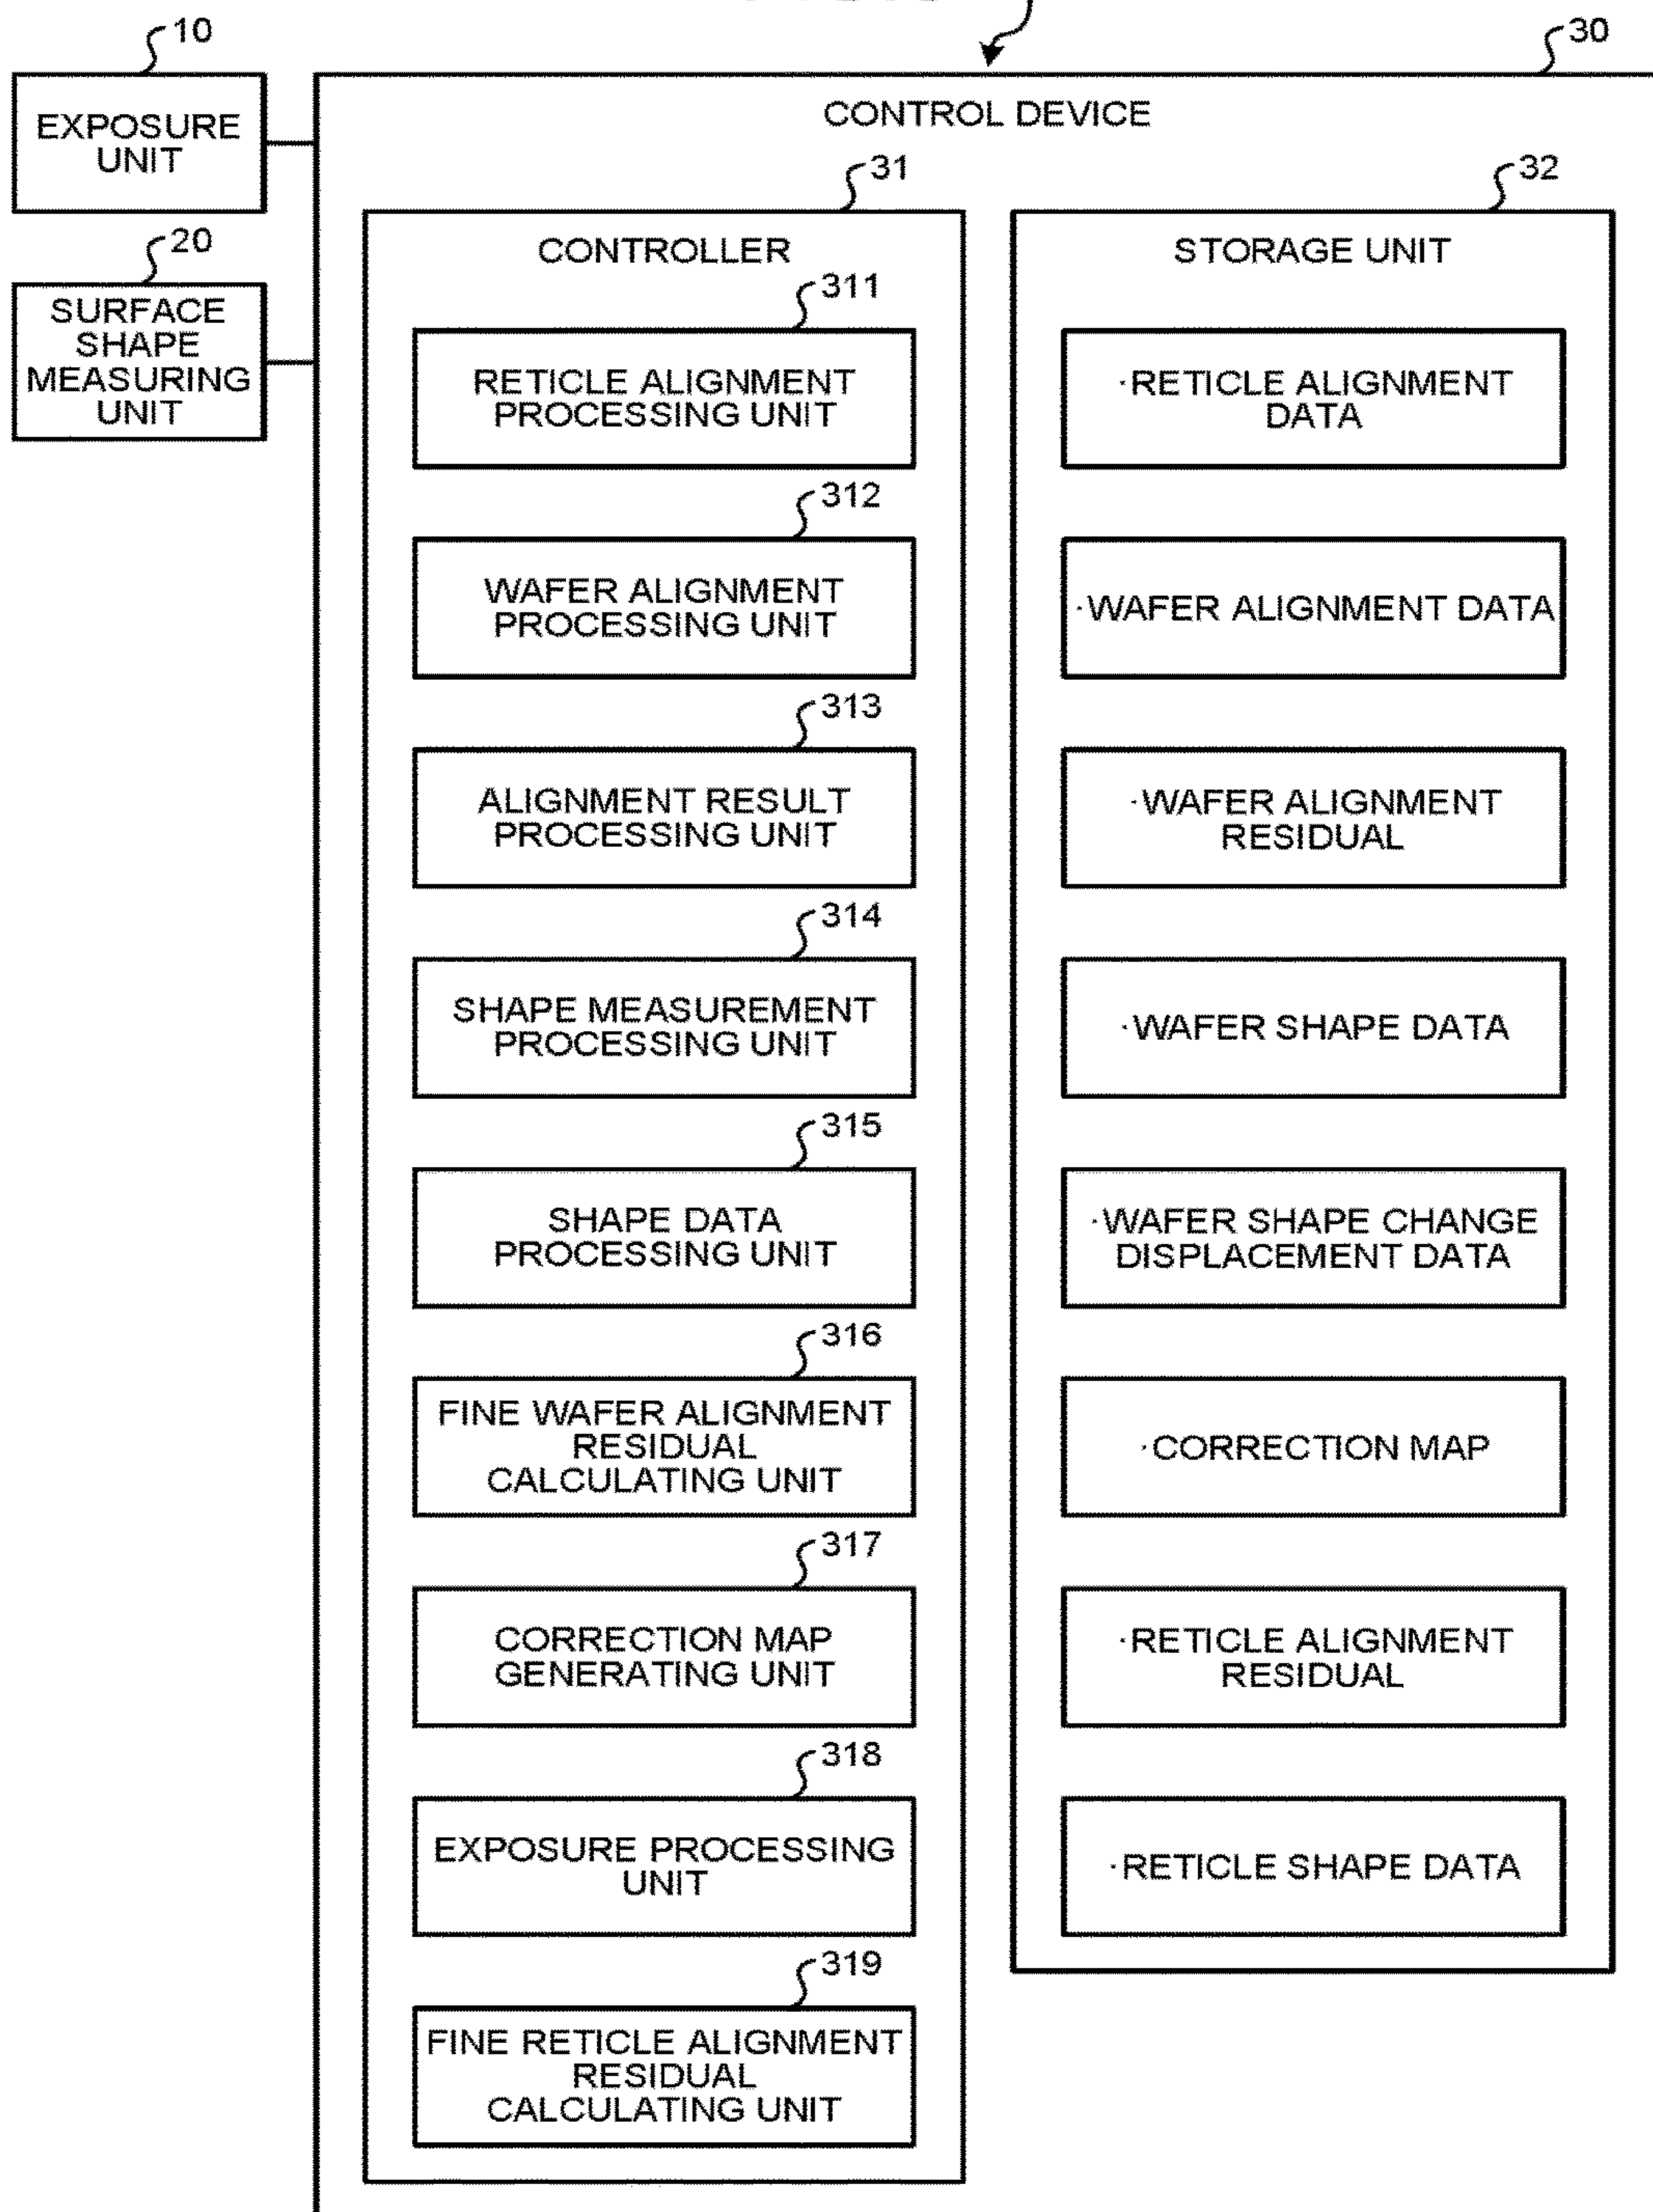 10
30
EXPOSURE
UNIT
CONTROL DEVICE
20
SURFACE
SHAPE
MEASURING
UNIT
31
CONTROLLER
311
RETICLE ALIGNMENT
PROCESSING UNIT
312
WAFER ALIGNMENT
PROCESSING UNIT
313
ALIGNMENT RESULT
PROCESSING UNIT
314
SHAPE MEASUREMENT
PROCESSING UNIT
315
SHAPE DATA
PROCESSING UNIT
316
FINE WAFER ALIGNMENT
RESIDUAL
CALCULATING UNIT
317
CORRECTION MAP
GENERATING UNIT
318
EXPOSURE PROCESSING
UNIT
319
FINE RETICLE ALIGNMENT
RESIDUAL
CALCULATING UNIT
32
STORAGE UNIT
·RETICLE ALIGNMENT
DATA
·WAFER ALIGNMENT DATA
·WAFER ALIGNMENT
RESIDUAL
·WAFER SHAPE DATA
·WAFER SHAPE CHANGE
DISPLACEMENT DATA
·CORRECTION MAP
·RETICLE ALIGNMENT
RESIDUAL
·RETICLE SHAPE DATA